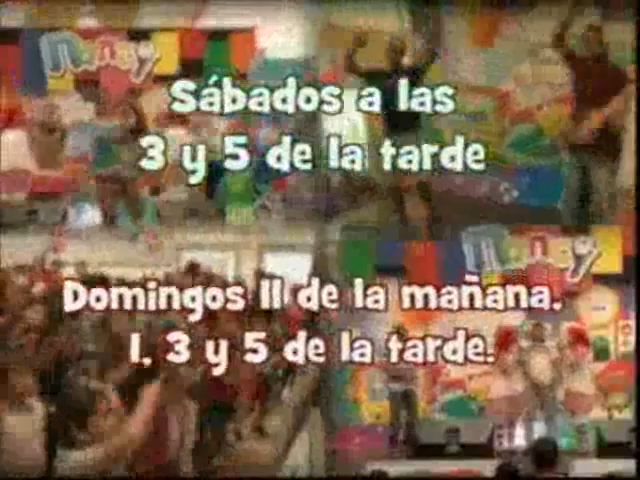 Sábados a las
3 y 5 de la tarde
Domingos 11 de la mañana.
1. 3 y 5 de la tarde.